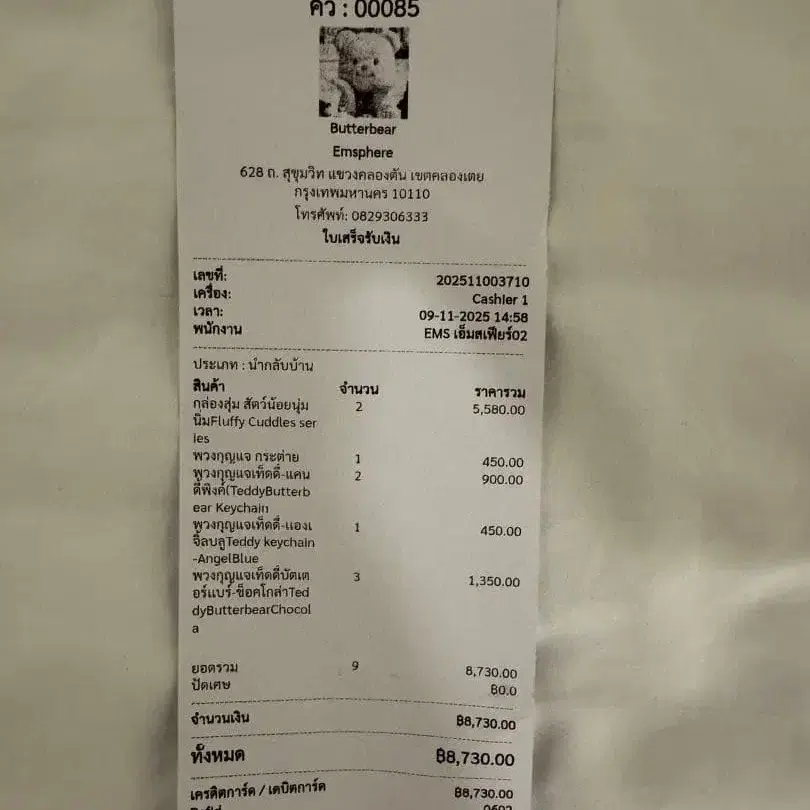 คิว : 00085
Butterbear
Emsphere
628 ถ. สุขุมวิท แขวงคลองตัน เขตคลองเตย
กรุงเทพมหานคร 10110
โทรศัพท์: 0829306333
ใบเสร็จรับเงิน
เลขที่: 202511003710
เครื่อง: Cashier 1
เวลา: 09-11-2025 14:58
พนักงาน EMS เอ็มสเฟียร์02
ประเภท : นำกลับบ้าน
สินค้า จำนวน ราคารวม
กล่องสุ่ม สัตว์น้อยนุ่ม 2 5,580.00
นิ่มFluffy Cuddles ser
ies
พวงกุญแจ กระต่าย 1 450.00
พวงกุญแจเท็ดดี้-แคน 2 900.00
ดี้พิงค์(TeddyButterb
ear Keychain
พวงกุญแจเท็ดดี้-แองเ 1 450.00
จิ้ลบลูTeddy keychain
-AngelBlue
พวงกุญแจเท็ดดี้บัตเต 3 1,350.00
อร์แบร์-ช็อคโกล่าTed
dyButterbearChocol
a
ยอดรวม 9 8,730.00
ปัดเศษ ฿0.0
จำนวนเงิน ฿8,730.00
ทั้งหมด ฿8,730.00
เครดิตการ์ด / เดบิตการ์ด ฿8,730.00